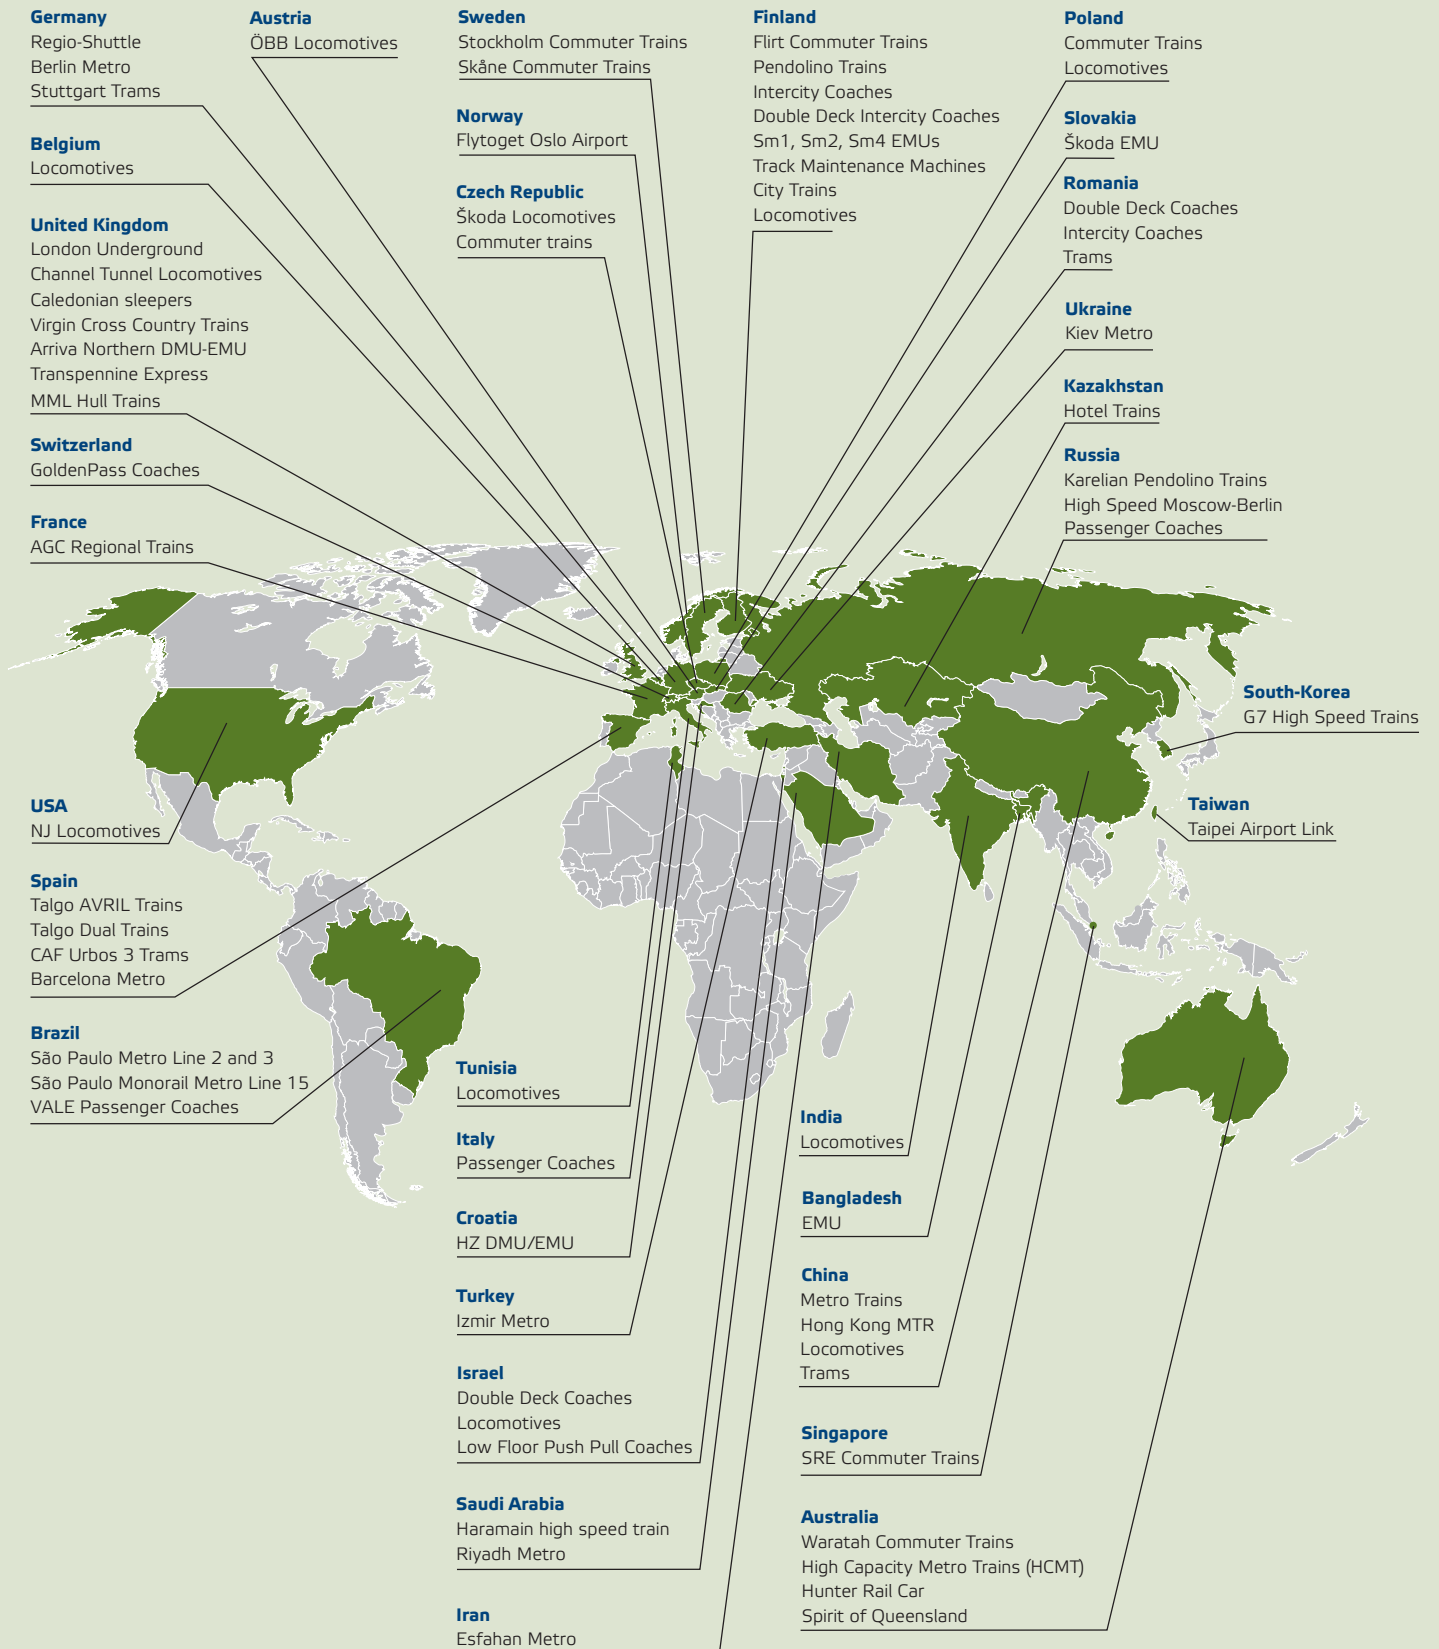 Germany
Regio-Shuttle
Berlin Metro
Stuttgart Trams
Belgium
Locomotives
United Kingdom
London Underground
Channel Tunnel Locomotives
Caledonian sleepers
Virgin Cross Country Trains
Arriva Northern DMU-EMU
Transpennine Express
MML Hull Trains
Switzerland
GoldenPass Coaches
France
AGC Regional Trains
Austria
ÖBB Locomotives
Sweden
Stockholm Commuter Trains
Skåne Commuter Trains
Norway
Flytoget Oslo Airport
Czech Republic
Škoda Locomotives
Commuter trains
Finland
Flirt Commuter Trains
Pendolino Trains
Intercity Coaches
Double Deck Intercity Coaches
Sm1, Sm2, Sm4 EMUs
Track Maintenance Machines
City Trains
Locomotives
Poland
Commuter Trains
Locomotives
Slovakia
Škoda EMU
Romania
Double Deck Coaches
Intercity Coaches
Trams
Ukraine
Kiev Metro
Kazakhstan
Hotel Trains
Russia
Karelian Pendolino Trains
High Speed Moscow-Berlin
Passenger Coaches
South-Korea
G7 High Speed Trains
Taiwan
Taipei Airport Link
USA
NJ Locomotives
Spain
Talgo AVRIL Trains
Talgo Dual Trains
CAF Urbos 3 Trams
Barcelona Metro
Brazil
São Paulo Metro Line 2 and 3
São Paulo Monorail Metro Line 15
VALE Passenger Coaches
Tunisia
Locomotives
Italy
Passenger Coaches
Croatia
HZ DMU/EMU
Turkey
Izmir Metro
Israel
Double Deck Coaches
Locomotives
Low Floor Push Pull Coaches
Saudi Arabia
Haramain high speed train
Riyadh Metro
Iran
Esfahan Metro
India
Locomotives
Bangladesh
EMU
China
Metro Trains
Hong Kong MTR
Locomotives
Trams
Singapore
SRE Commuter Trains
Australia
Waratah Commuter Trains
High Capacity Metro Trains (HCMT)
Hunter Rail Car
Spirit of Queensland